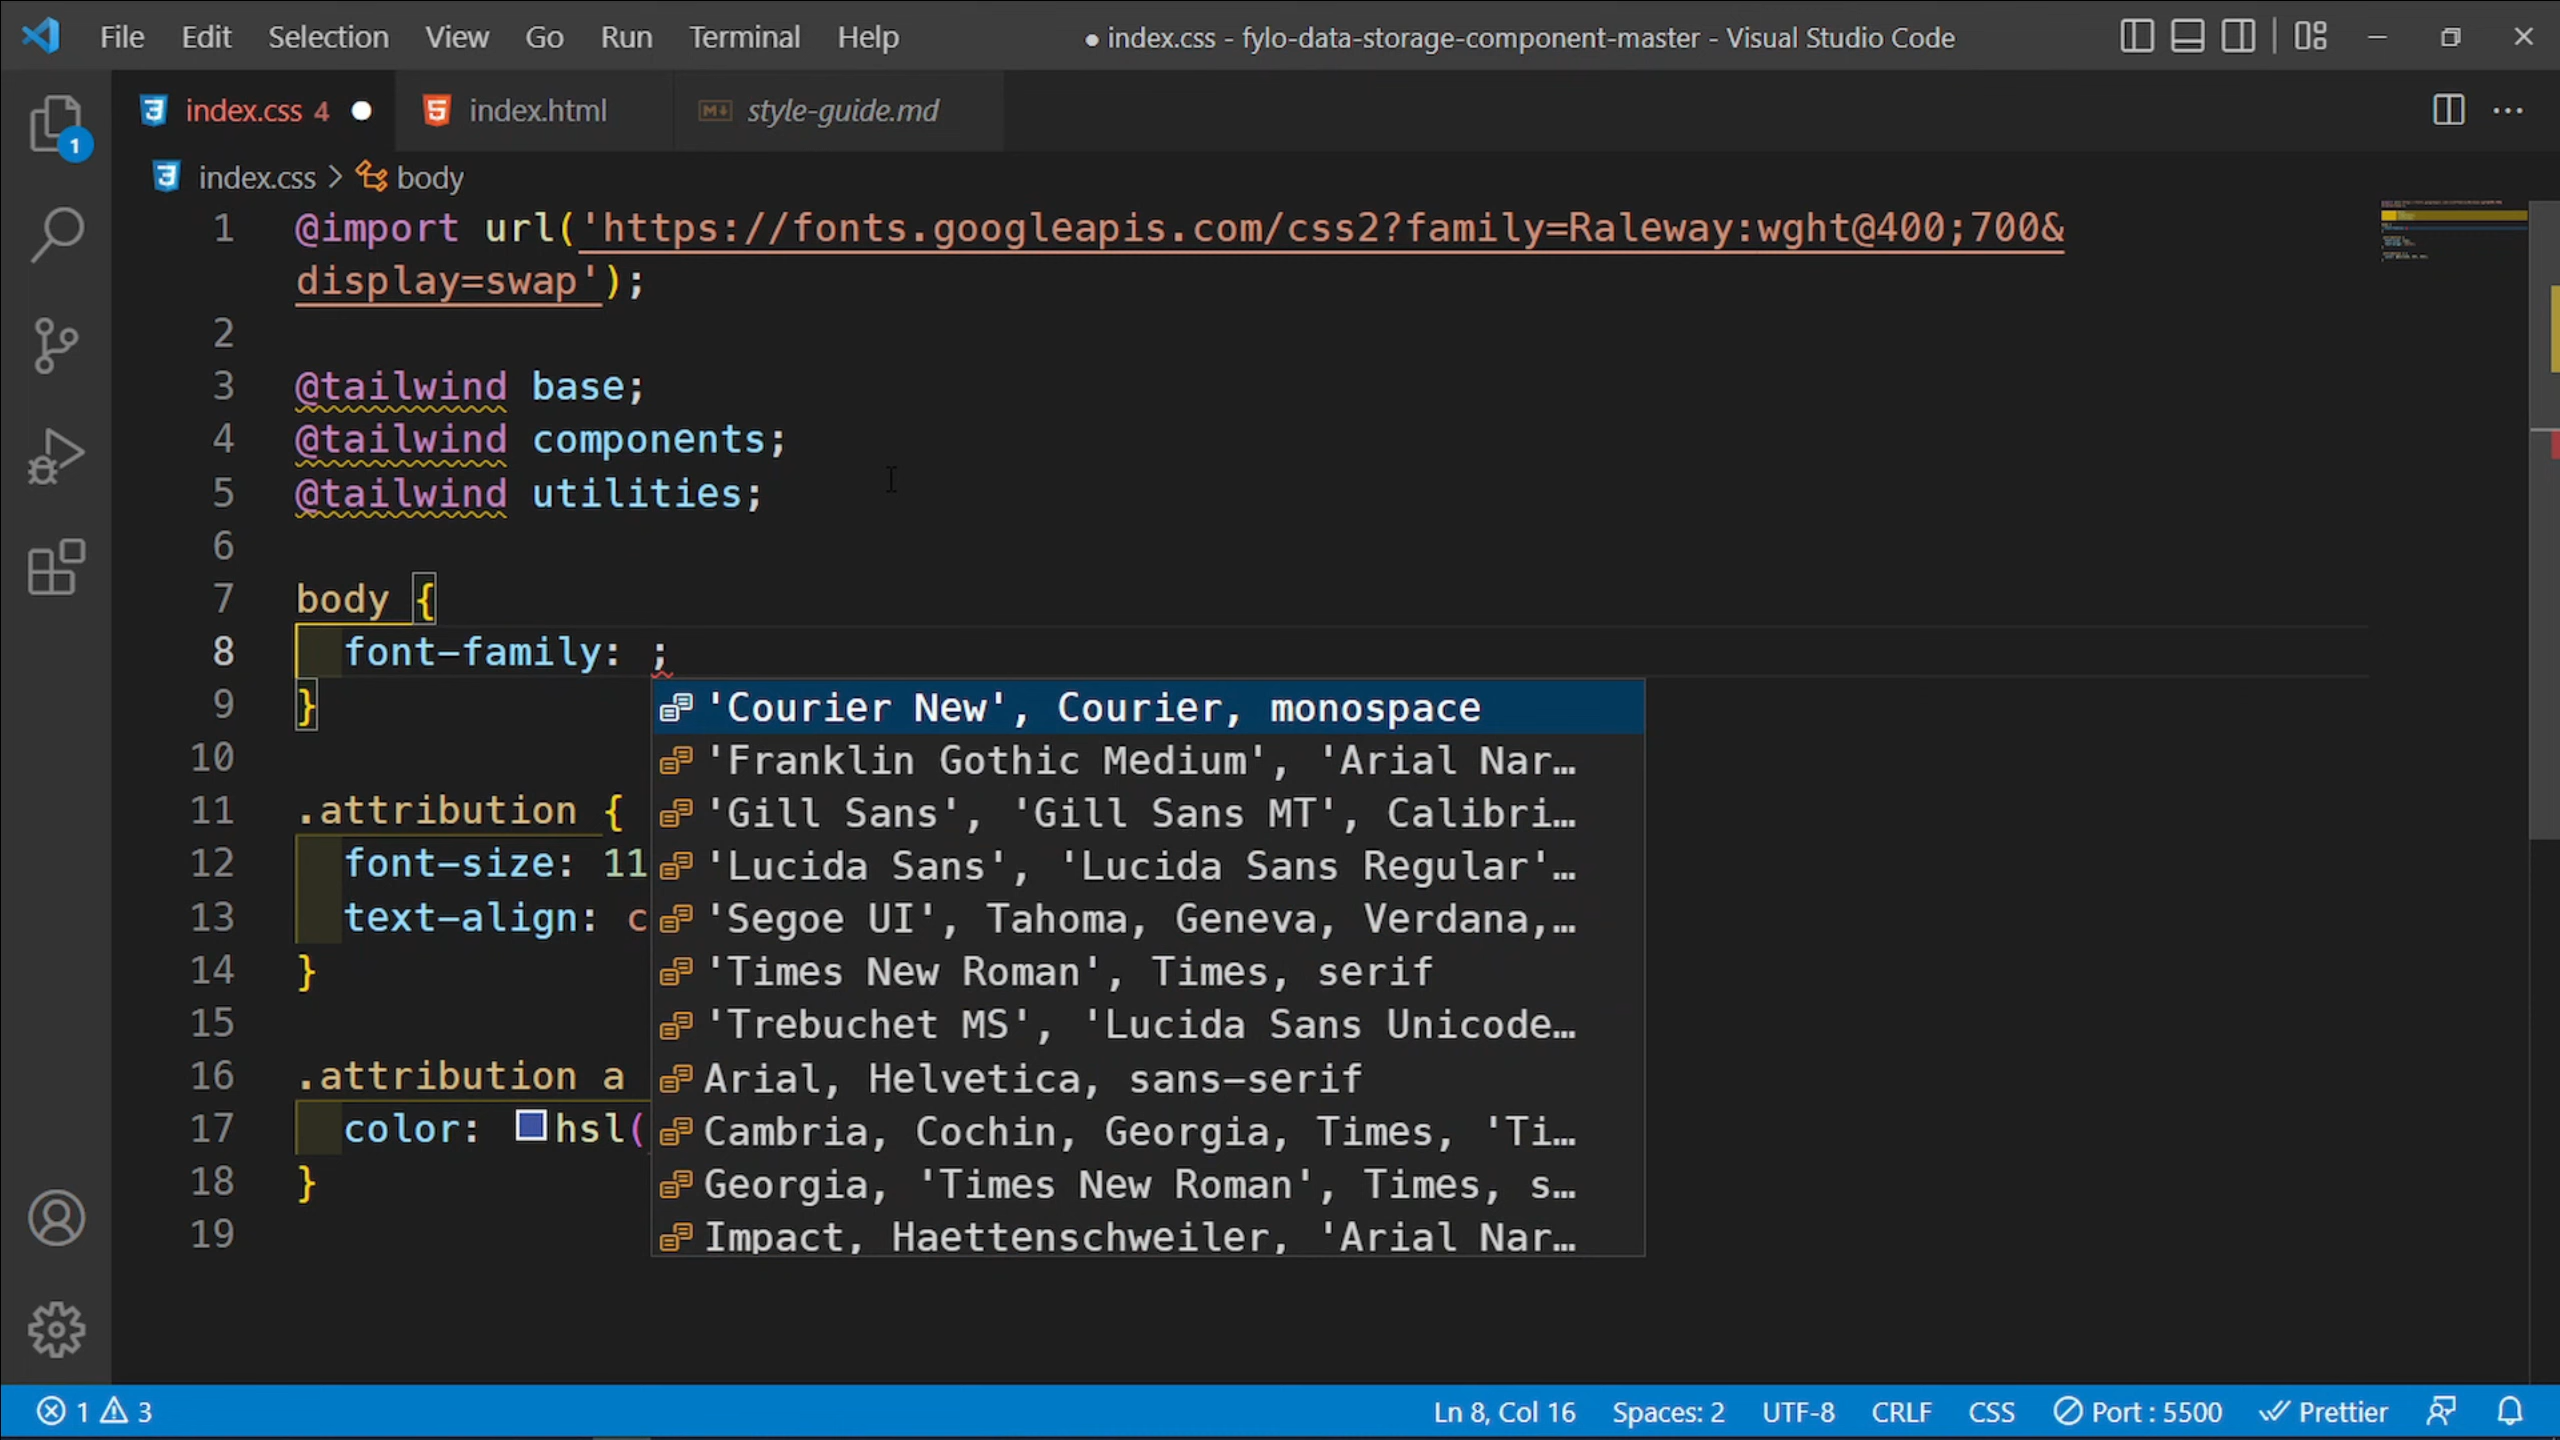 File Edit Selection View Go Run Terminal Help ● index.css - fylo-data-storage-component-master - Visual Studio Code
index.css 4 ● index.html style-guide.md
1
index.css > body
1 @import url('https://fonts.googleapis.com/css2?family=Raleway:wght@400;700&
display=swap');
2
3 @tailwind base;
4 @tailwind components;
5 @tailwind utilities;
6
7 body {
8 font-family: ;
9 }
'Courier New', Courier, monospace
10
'Franklin Gothic Medium', 'Arial Nar…
11 .attribution {
'Gill Sans', 'Gill Sans MT', Calibri…
12 font-size: 11
'Lucida Sans', 'Lucida Sans Regular'…
13 text-align: c
'Segoe UI', Tahoma, Geneva, Verdana,…
14 }
'Times New Roman', Times, serif
15
'Trebuchet MS', 'Lucida Sans Unicode…
16 .attribution a
Arial, Helvetica, sans-serif
17 color: hsl(
Cambria, Cochin, Georgia, Times, 'Ti…
18 }
Georgia, 'Times New Roman', Times, s…
19
Impact, Haettenschweiler, 'Arial Nar…
1 3 Ln 8, Col 16 Spaces: 2 UTF-8 CRLF CSS Port : 5500 Prettier